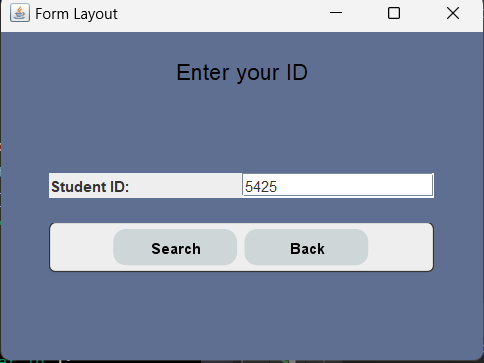 Form Layout
Enter your ID
Student ID: 5425
Search Back